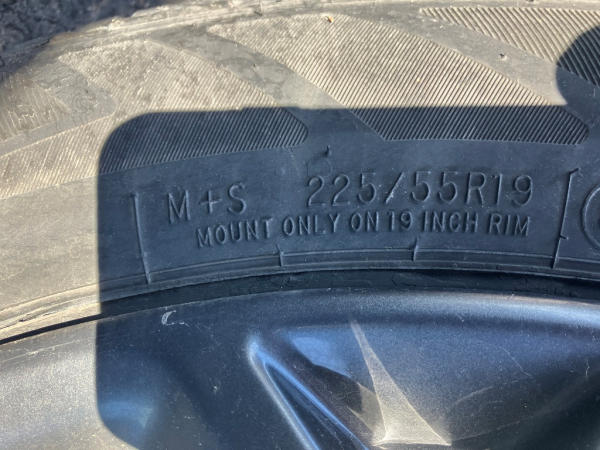 M+S 225/55R19
MOUNT ONLY ON 19 INCH RIM